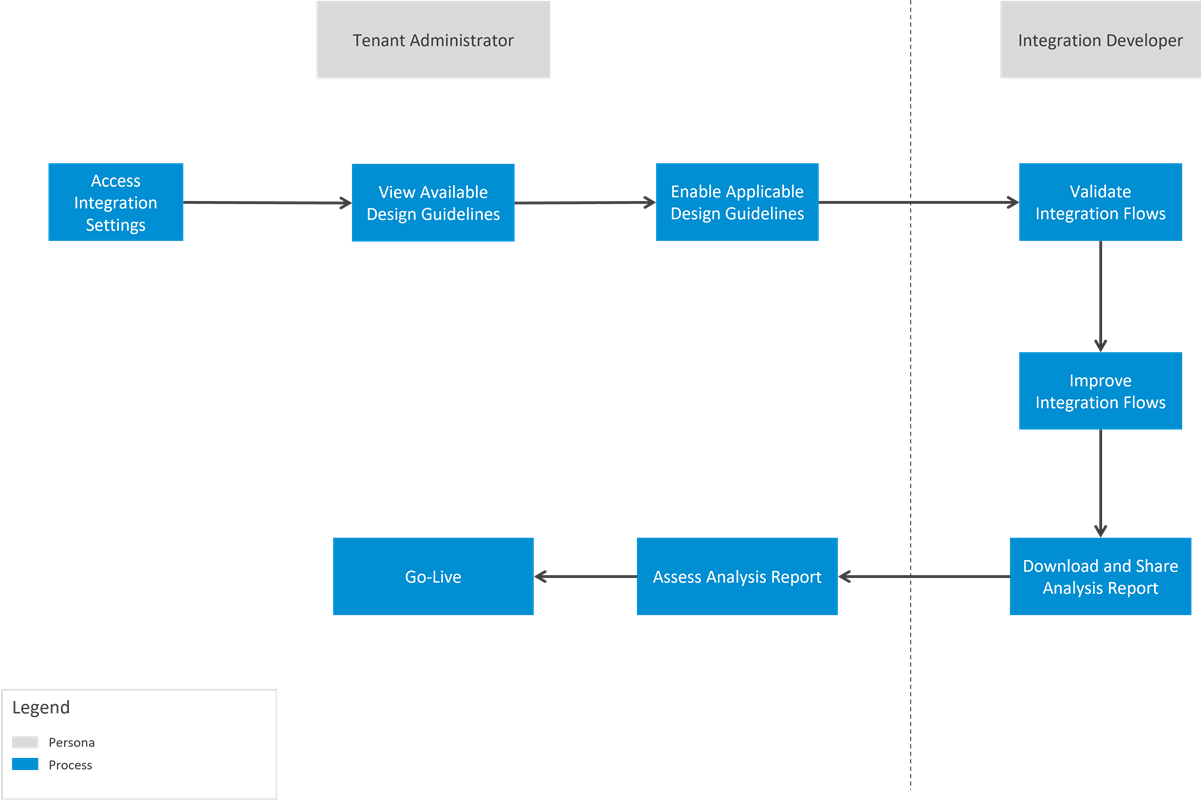 Tenant Administrator
Integration Developer
Access
Integration
Settings
View Available
Design Guidelines
Enable Applicable
Design Guidelines
Validate
Integration Flows
Improve
Integration Flows
Download and Share
Analysis Report
Assess Analysis Report
Go-Live
Legend
Persona
Process